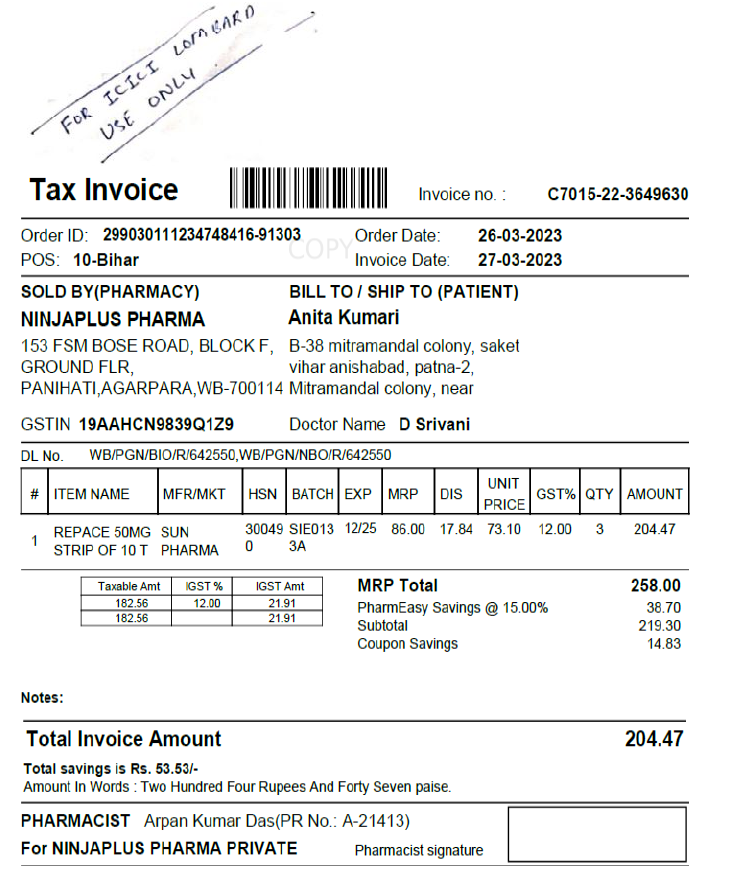 FOR ICICI LOMBARD
USE ONLY
Tax Invoice
Invoice no. : C7015-22-3649630
Order ID: 299030111234748416-91303
COPY
Order Date: 26-03-2023
POS: 10-Bihar
Invoice Date: 27-03-2023
SOLD BY(PHARMACY)
NINJAPLUS PHARMA
153 FSM BOSE ROAD, BLOCK F,
GROUND FLR,
PANIHATI,AGARPARA,WB-700114
BILL TO / SHIP TO (PATIENT)
Anita Kumari
B-38 mitramandal colony, saket
vihar anishabad, patna-2,
Mitramandal colony, near
GSTIN 19AAHCN9839Q1Z9
Doctor Name D Srivani
DL No. WB/PGN/BIO/R/642550,WB/PGN/NBO/R/642550
# ITEM NAME MFR/MKT HSN BATCH EXP MRP DIS UNIT PRICE GST% QTY AMOUNT
1 REPACE 50MG STRIP OF 10 T SUN PHARMA 300490 SIE0133A 12/25 86.00 17.84 73.10 12.00 3 204.47
Taxable Amt IGST % IGST Amt
182.56 12.00 21.91
182.56 21.91
MRP Total 258.00
PharmEasy Savings @ 15.00% 38.70
Subtotal 219.30
Coupon Savings 14.83
Notes:
Total Invoice Amount 204.47
Total savings is Rs. 53.53/-
Amount In Words : Two Hundred Four Rupees And Forty Seven paise.
PHARMACIST Arpan Kumar Das(PR No.: A-21413)
For NINJAPLUS PHARMA PRIVATE
Pharmacist signature